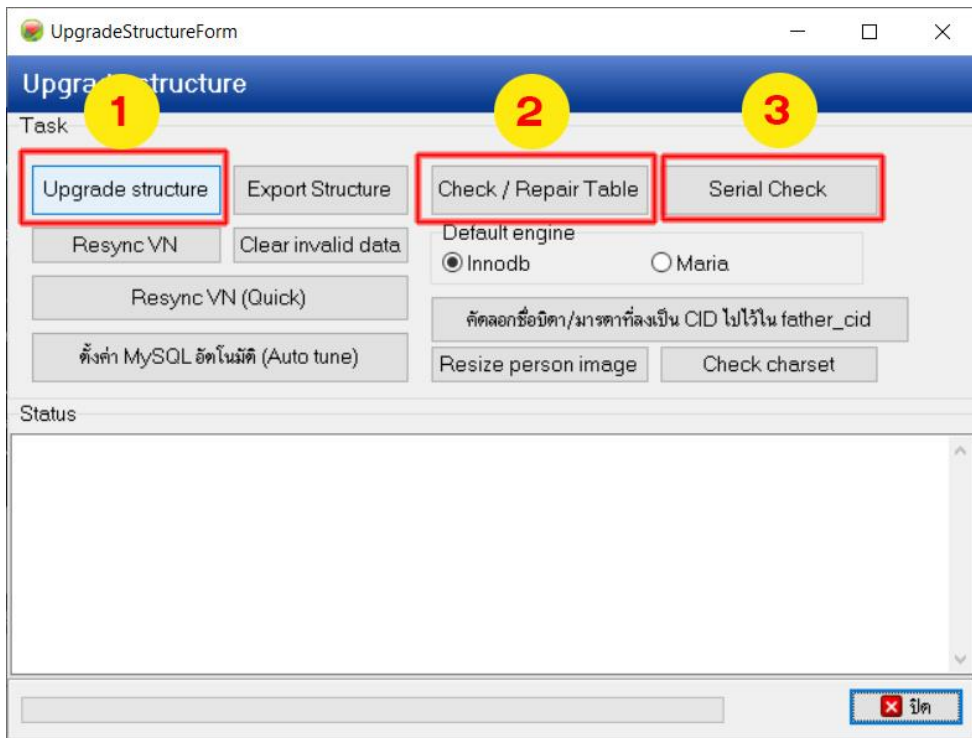 UpgradeStructureForm
Upgrade structure
1
2
3
Task
Upgrade structure
Export Structure
Check / Repair Table
Serial Check
Resync VN
Clear invalid data
Default engine
Innodb
Maria
Resync VN (Quick)
คัดลอกชื่อบิดา/มารดาที่ลงเป็น CID ไปไว้ใน father_cid
ตั้งค่า MySQL อัตโนมัติ (Auto tune)
Resize person image
Check charset
Status
ปิด